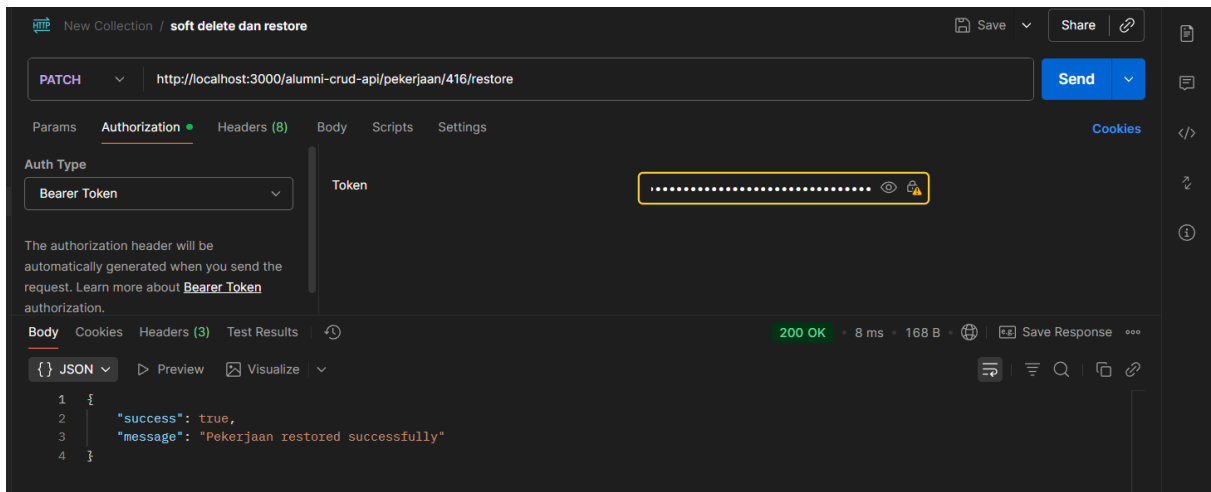 HTTP New Collection / soft delete dan restore Save Share
PATCH http://localhost:3000/alumni-crud-api/pekerjaan/416/restore Send
Params Authorization Headers (8) Body Scripts Settings Cookies
Auth Type
Bearer Token
Token
The authorization header will be
automatically generated when you send the
request. Learn more about Bearer Token
authorization.
Body Cookies Headers (3) Test Results 200 OK 8 ms 168 B e.g. Save Response
{} JSON Preview Visualize
1 {
2 "success": true,
3 "message": "Pekerjaan restored successfully"
4 }